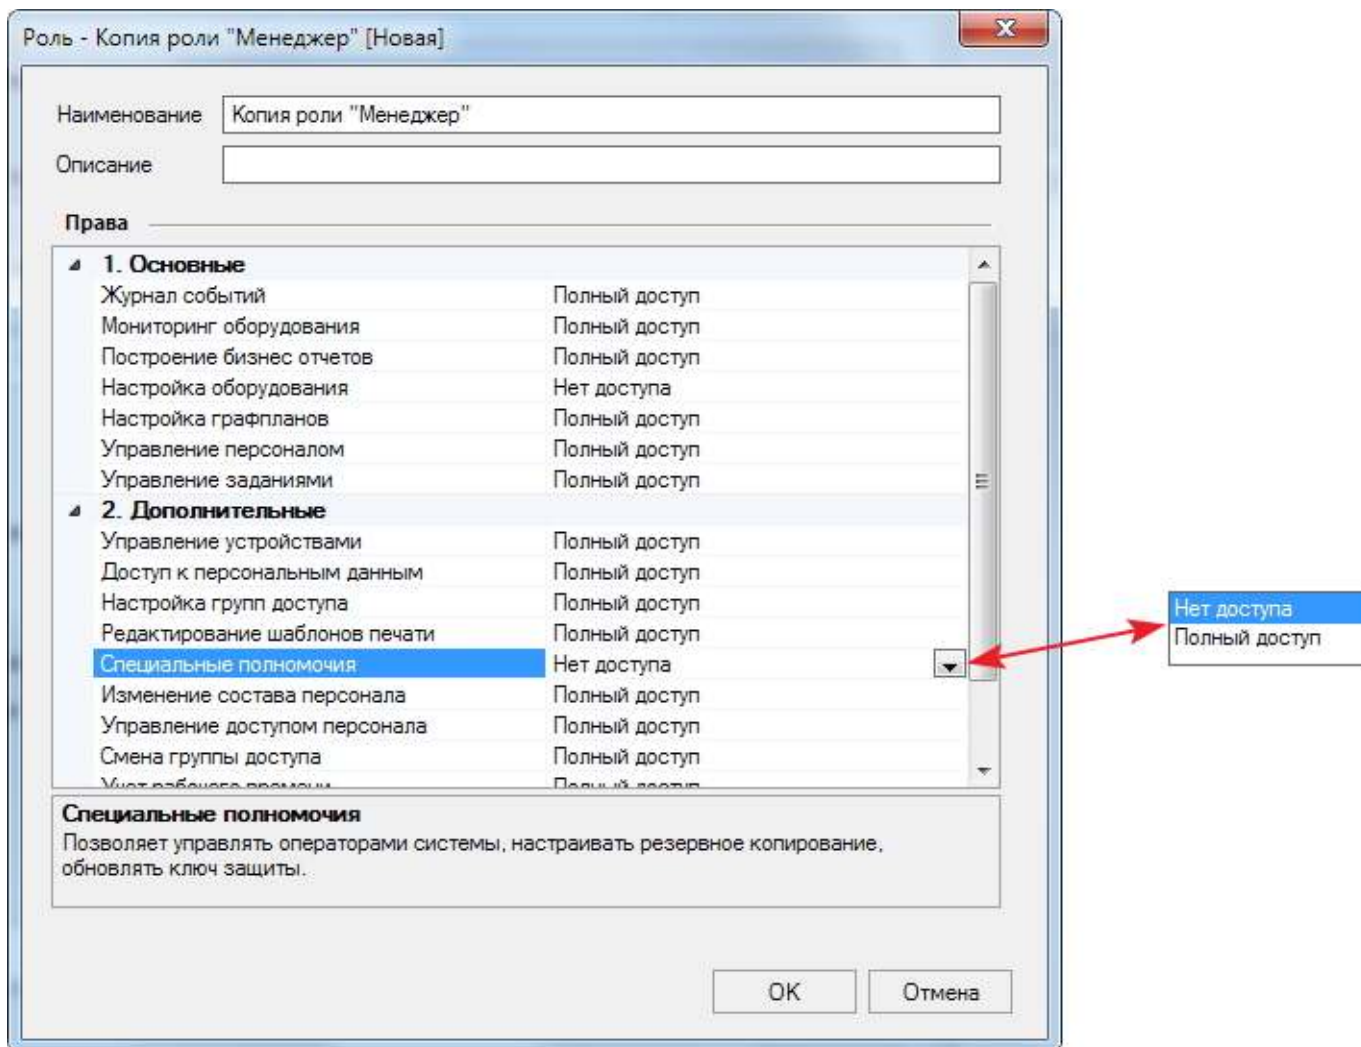 Роль - Копия роли "Менеджер" [Новая]
Наименование Копия роли "Менеджер"
Описание
Права
1. Основные
Журнал событий Полный доступ
Мониторинг оборудования Полный доступ
Построение бизнес отчетов Полный доступ
Настройка оборудования Нет доступа
Настройка графпланов Полный доступ
Управление персоналом Полный доступ
Управление заданиями Полный доступ
2. Дополнительные
Управление устройствами Полный доступ
Доступ к персональным данным Полный доступ
Настройка групп доступа Полный доступ
Редактирование шаблонов печати Полный доступ
Специальные полномочия Нет доступа
Изменение состава персонала Полный доступ
Управление доступом персонала Полный доступ
Смена группы доступа Полный доступ
Учет рабочего времени Полный доступ
Специальные полномочия
Позволяет управлять операторами системы, настраивать резервное копирование,
обновлять ключ защиты.
OK Отмена
Нет доступа
Полный доступ